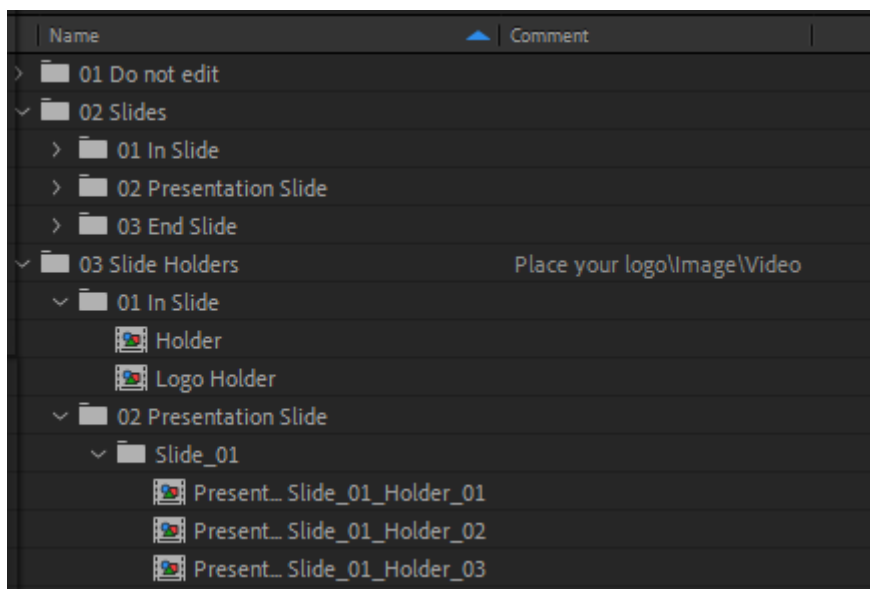 Name Comment
01 Do not edit
02 Slides
01 In Slide
02 Presentation Slide
03 End Slide
03 Slide Holders Place your logo\Image\Video
01 In Slide
Holder
Logo Holder
02 Presentation Slide
Slide_01
Present... Slide_01_Holder_01
Present... Slide_01_Holder_02
Present... Slide_01_Holder_03